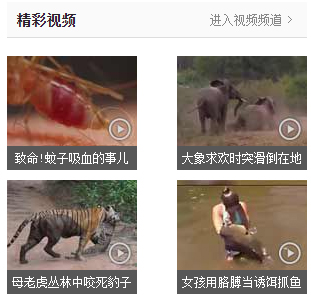 精彩视频
进入视频频道 >
致命!蚊子吸血的事儿
大象求欢时突滑倒在地
母老虎丛林中咬死豹子
女孩用胳膊当诱饵抓鱼